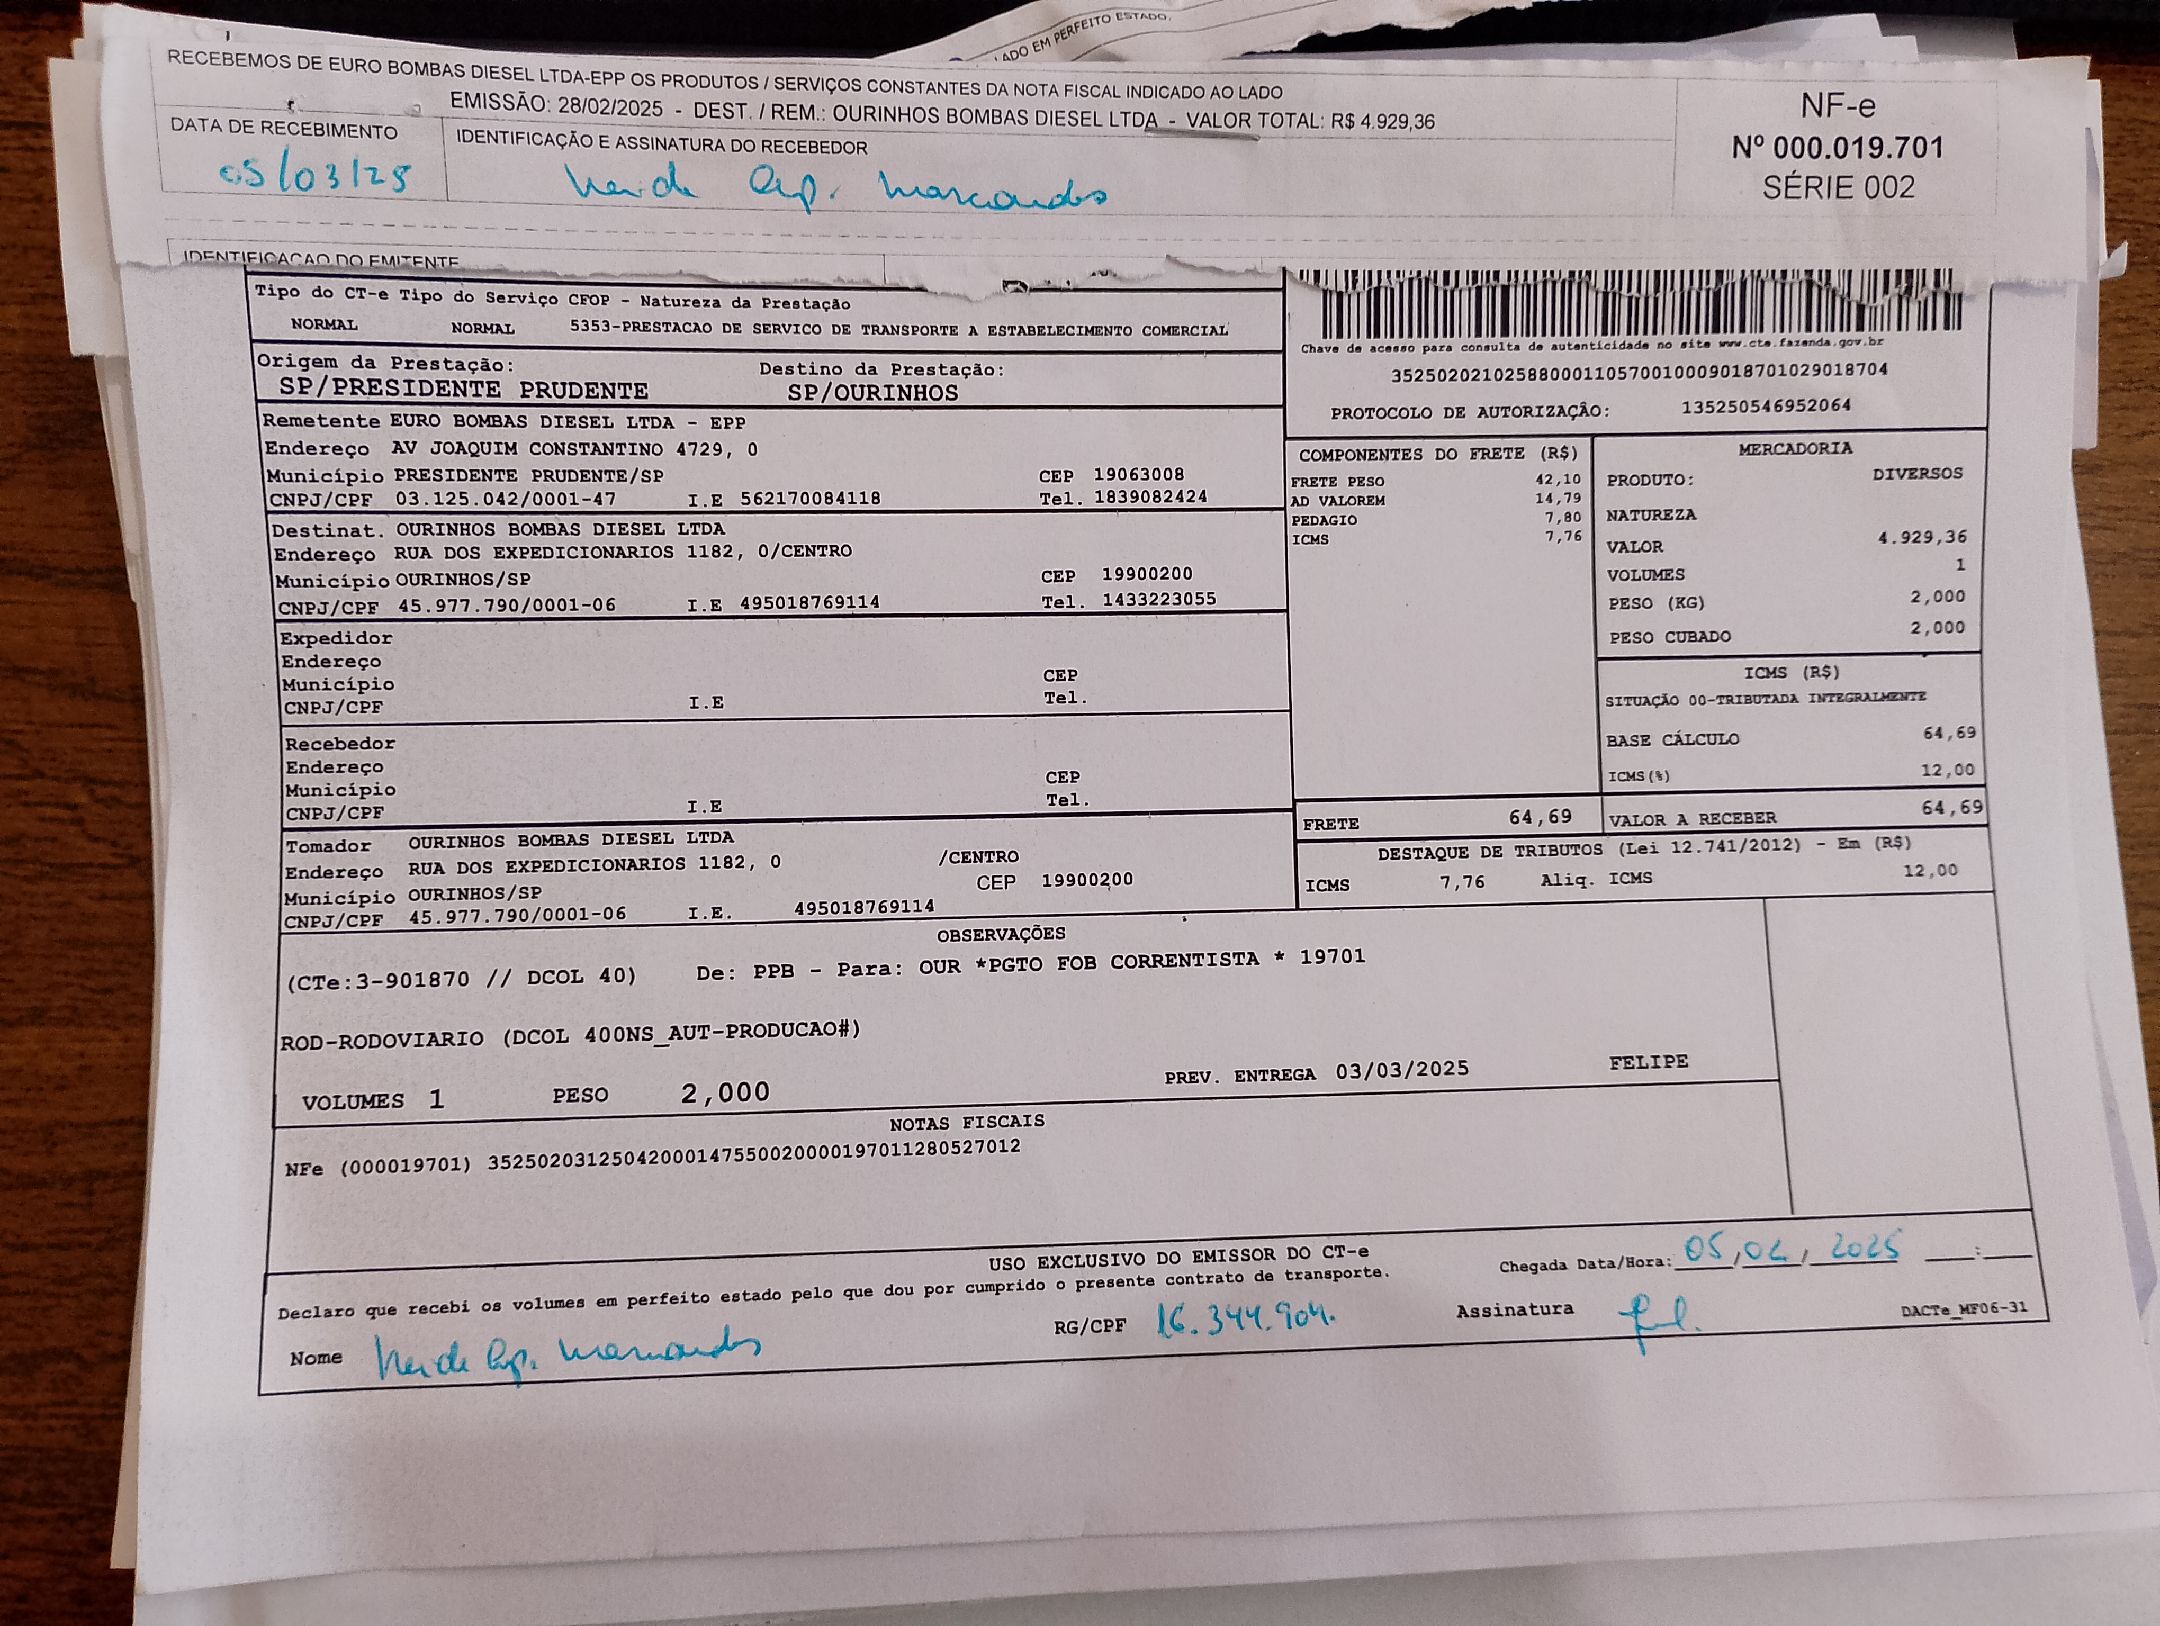 LADO EM PERFEITO ESTADO.
RECEBEMOS DE EURO BOMBAS DIESEL LTDA-EPP OS PRODUTOS / SERVIÇOS CONSTANTES DA NOTA FISCAL INDICADO AO LADO
EMISSÃO: 28/02/2025 - DEST. / REM.: OURINHOS BOMBAS DIESEL LTDA - VALOR TOTAL: R$ 4.929,36
NF-e
Nº 000.019.701
SÉRIE 002
DATA DE RECEBIMENTO
05/03/25
IDENTIFICAÇÃO E ASSINATURA DO RECEBEDOR
Neide Ap.
IDENTIFICAÇÃO DO EMITENTE
Tipo do CT-e Tipo do Serviço CFOP - Natureza da Prestação
NORMAL NORMAL 5353-PRESTACAO DE SERVICO DE TRANSPORTE A ESTABELECIMENTO COMERCIAL
Chave de acesso para consulta de autenticidade no site www.cte.fazenda.gov.br
35250202102588000110570010009018701029018704
PROTOCOLO DE AUTORIZAÇÃO: 135250546952064
Origem da Prestação: Destino da Prestação:
SP/PRESIDENTE PRUDENTE SP/OURINHOS
Remetente EURO BOMBAS DIESEL LTDA - EPP
Endereço AV JOAQUIM CONSTANTINO 4729, 0
Município PRESIDENTE PRUDENTE/SP CEP 19063008
CNPJ/CPF 03.125.042/0001-47 I.E 562170084118 Tel. 1839082424
Destinat. OURINHOS BOMBAS DIESEL LTDA
Endereço RUA DOS EXPEDICIONARIOS 1182, 0/CENTRO
Município OURINHOS/SP CEP 19900200
CNPJ/CPF 45.977.790/0001-06 I.E 495018769114 Tel. 1433223055
Expedidor
Endereço
Município CEP
CNPJ/CPF I.E Tel.
Recebedor
Endereço
Município CEP
CNPJ/CPF I.E Tel.
Tomador OURINHOS BOMBAS DIESEL LTDA
Endereço RUA DOS EXPEDICIONARIOS 1182, 0 /CENTRO
Município OURINHOS/SP CEP 19900200
CNPJ/CPF 45.977.790/0001-06 I.E. 495018769114
COMPONENTES DO FRETE (R$)
FRETE PESO 42,10
AD VALOREM 14,79
PEDAGIO 7,80
ICMS 7,76
MERCADORIA
PRODUTO: DIVERSOS
NATUREZA
VALOR 4.929,36
VOLUMES 1
PESO (KG) 2,000
PESO CUBADO 2,000
ICMS (R$)
SITUAÇÃO 00-TRIBUTADA INTEGRALMENTE
BASE CÁLCULO 64,69
ICMS(%) 12,00
FRETE 64,69 VALOR A RECEBER 64,69
DESTAQUE DE TRIBUTOS (Lei 12.741/2012) - Em (R$)
ICMS 7,76 Aliq. ICMS 12,00
OBSERVAÇÕES
(CTe:3-901870 // DCOL 40) De: PPB - Para: OUR *PGTO FOB CORRENTISTA * 19701
ROD-RODOVIARIO (DCOL 400NS_AUT-PRODUCAO#)
VOLUMES 1 PESO 2,000 PREV. ENTREGA 03/03/2025 FELIPE
NOTAS FISCAIS
NFe (000019701) 35250203125042000147550020000197011280527012
USO EXCLUSIVO DO EMISSOR DO CT-e
Declaro que recebi os volumes em perfeito estado pelo que dou por cumprido o presente contrato de transporte.
Chegada Data/Hora: 05,02,2025 __:__
Nome Neide Ap. RG/CPF 16.344.904. Assinatura
DACTe_MF06-31